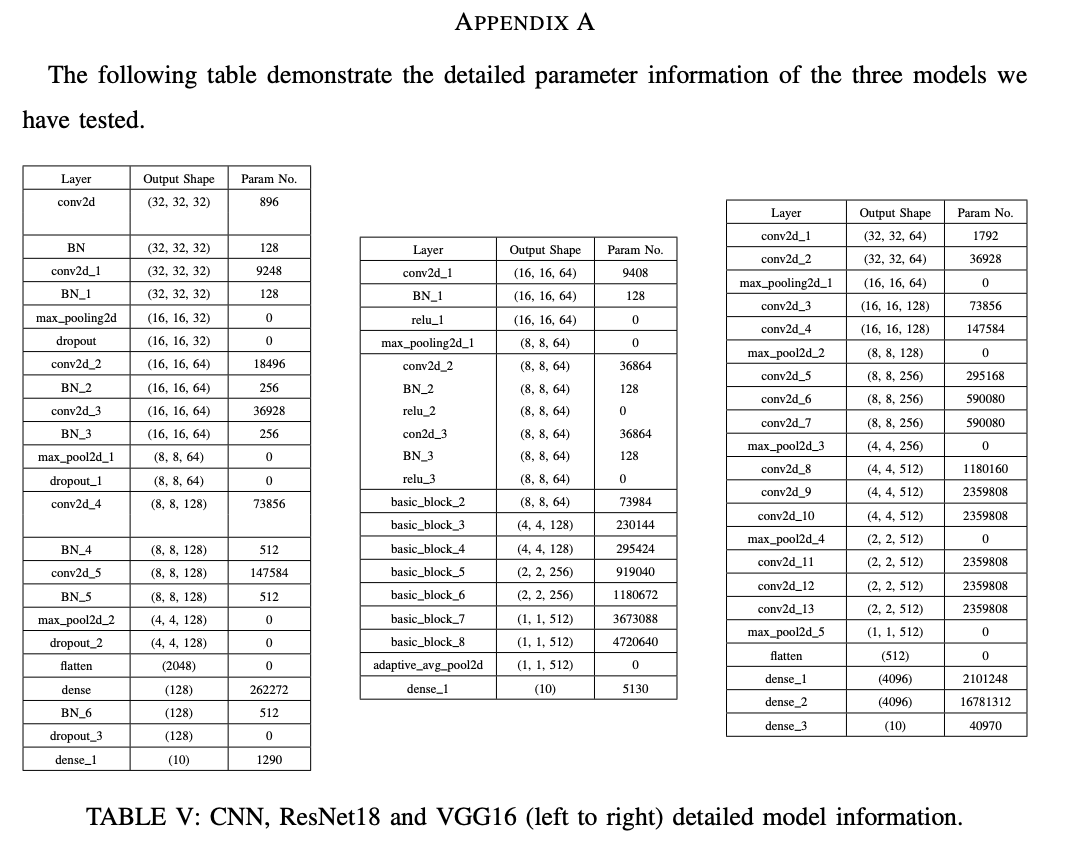 APPENDIX A
The following table demonstrate the detailed parameter information of the three models we
have tested.
Layer Output Shape Param No.
conv2d (32, 32, 32) 896
BN (32, 32, 32) 128
conv2d_1 (32, 32, 32) 9248
BN_1 (32, 32, 32) 128
max_pooling2d (16, 16, 32) 0
dropout (16, 16, 32) 0
conv2d_2 (16, 16, 64) 18496
BN_2 (16, 16, 64) 256
conv2d_3 (16, 16, 64) 36928
BN_3 (16, 16, 64) 256
max_pool2d_1 (8, 8, 64) 0
dropout_1 (8, 8, 64) 0
conv2d_4 (8, 8, 128) 73856
BN_4 (8, 8, 128) 512
conv2d_5 (8, 8, 128) 147584
BN_5 (8, 8, 128) 512
max_pool2d_2 (4, 4, 128) 0
dropout_2 (4, 4, 128) 0
flatten (2048) 0
dense (128) 262272
BN_6 (128) 512
dropout_3 (128) 0
dense_1 (10) 1290
Layer Output Shape Param No.
conv2d_1 (16, 16, 64) 9408
BN_1 (16, 16, 64) 128
relu_1 (16, 16, 64) 0
max_pooling2d_1 (8, 8, 64) 0
conv2d_2 (8, 8, 64) 36864
BN_2 (8, 8, 64) 128
relu_2 (8, 8, 64) 0
con2d_3 (8, 8, 64) 36864
BN_3 (8, 8, 64) 128
relu_3 (8, 8, 64) 0
basic_block_2 (8, 8, 64) 73984
basic_block_3 (4, 4, 128) 230144
basic_block_4 (4, 4, 128) 295424
basic_block_5 (2, 2, 256) 919040
basic_block_6 (2, 2, 256) 1180672
basic_block_7 (1, 1, 512) 3673088
basic_block_8 (1, 1, 512) 4720640
adaptive_avg_pool2d (1, 1, 512) 0
dense_1 (10) 5130
Layer Output Shape Param No.
conv2d_1 (32, 32, 64) 1792
conv2d_2 (32, 32, 64) 36928
max_pooling2d_1 (16, 16, 64) 0
conv2d_3 (16, 16, 128) 73856
conv2d_4 (16, 16, 128) 147584
max_pool2d_2 (8, 8, 128) 0
conv2d_5 (8, 8, 256) 295168
conv2d_6 (8, 8, 256) 590080
conv2d_7 (8, 8, 256) 590080
max_pool2d_3 (4, 4, 256) 0
conv2d_8 (4, 4, 512) 1180160
conv2d_9 (4, 4, 512) 2359808
conv2d_10 (4, 4, 512) 2359808
max_pool2d_4 (2, 2, 512) 0
conv2d_11 (2, 2, 512) 2359808
conv2d_12 (2, 2, 512) 2359808
conv2d_13 (2, 2, 512) 2359808
max_pool2d_5 (1, 1, 512) 0
flatten (512) 0
dense_1 (4096) 2101248
dense_2 (4096) 16781312
dense_3 (10) 40970
TABLE V: CNN, ResNet18 and VGG16 (left to right) detailed model information.